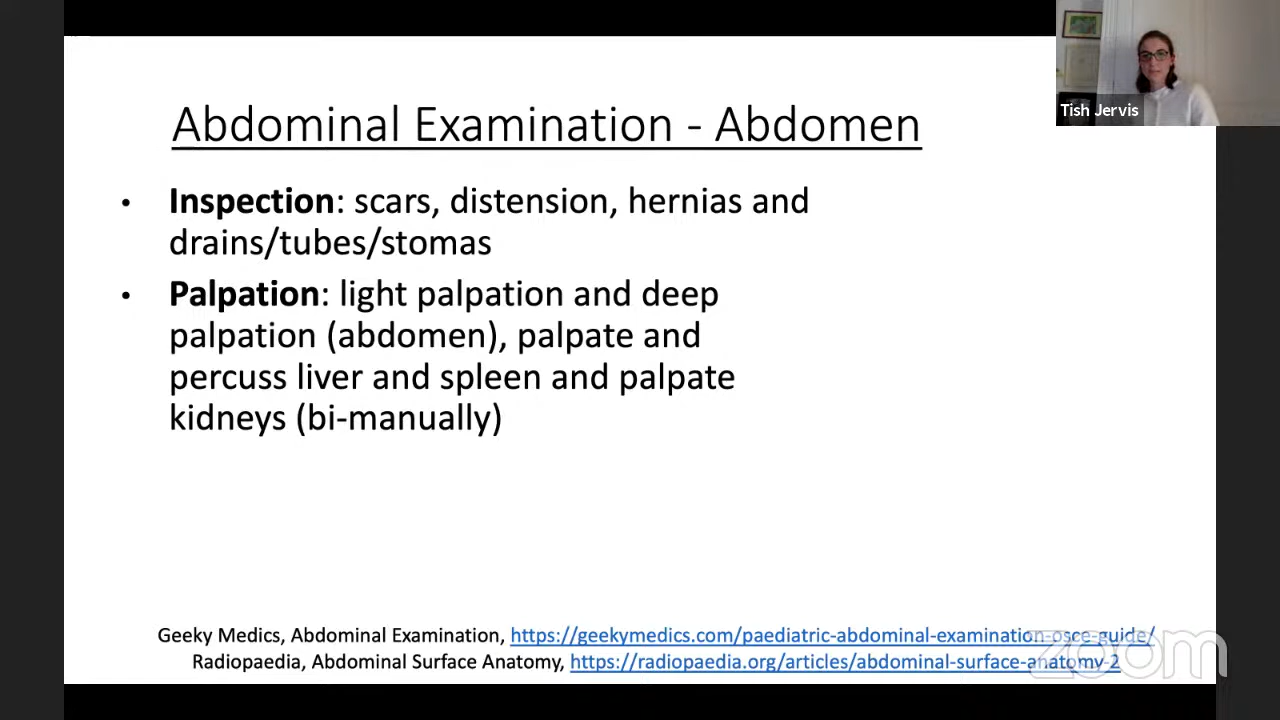 Tish Jervis
Abdominal Examination - Abdomen
• Inspection: scars, distension, hernias and
drains/tubes/stomas
• Palpation: light palpation and deep
palpation (abdomen), palpate and
percuss liver and spleen and palpate
kidneys (bi-manually)
Geeky Medics, Abdominal Examination, https://geekymedics.com/paediatric-abdominal-examination-osce-guide/
Radiopaedia, Abdominal Surface Anatomy, https://radiopaedia.org/articles/abdominal-surface-anatomy-2
zoom